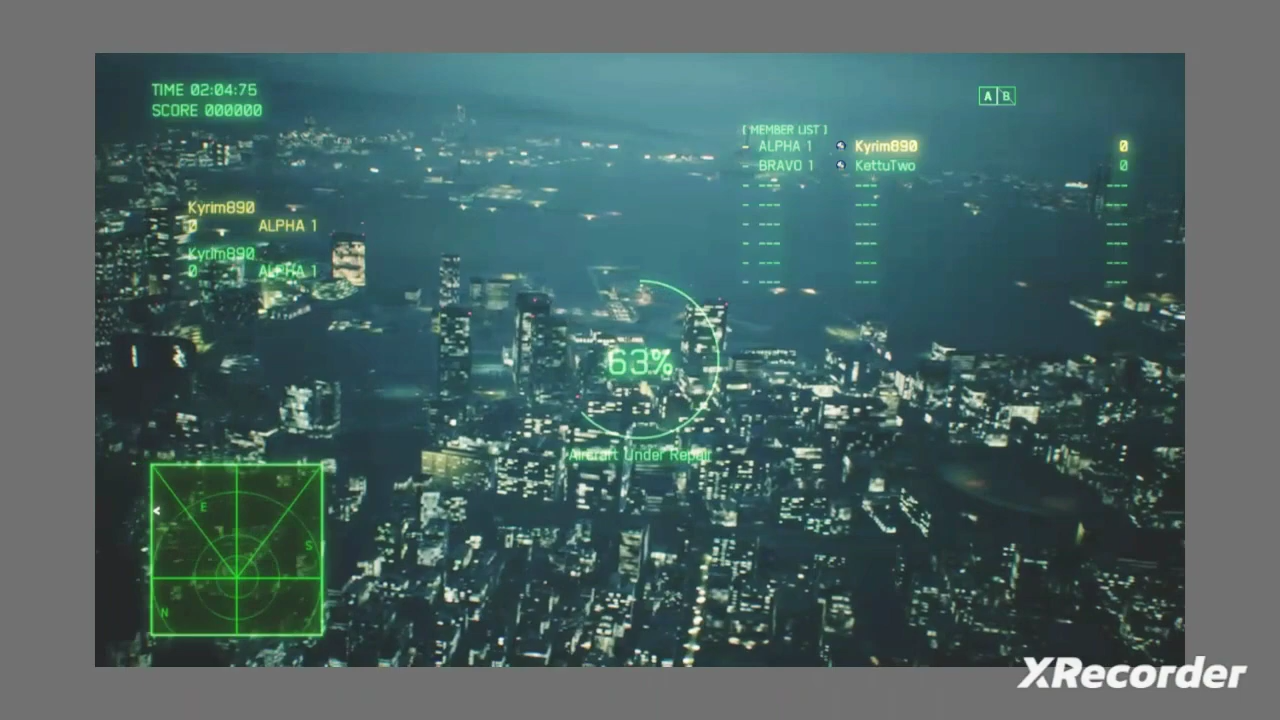 TIME 02:04:75
SCORE 000000
A B
[ MEMBER LIST ]
- ALPHA 1 Kyrim890 0
- BRAVO 1 KettuTwo 0
- --- --- ---
- --- --- ---
- --- --- ---
- --- --- ---
- --- --- ---
- --- --- ---
Kyrim890
0 ALPHA 1
Kyrim890
0 ALPHA 1
63%
Aircraft Under Repair
E
S
N
XRecorder